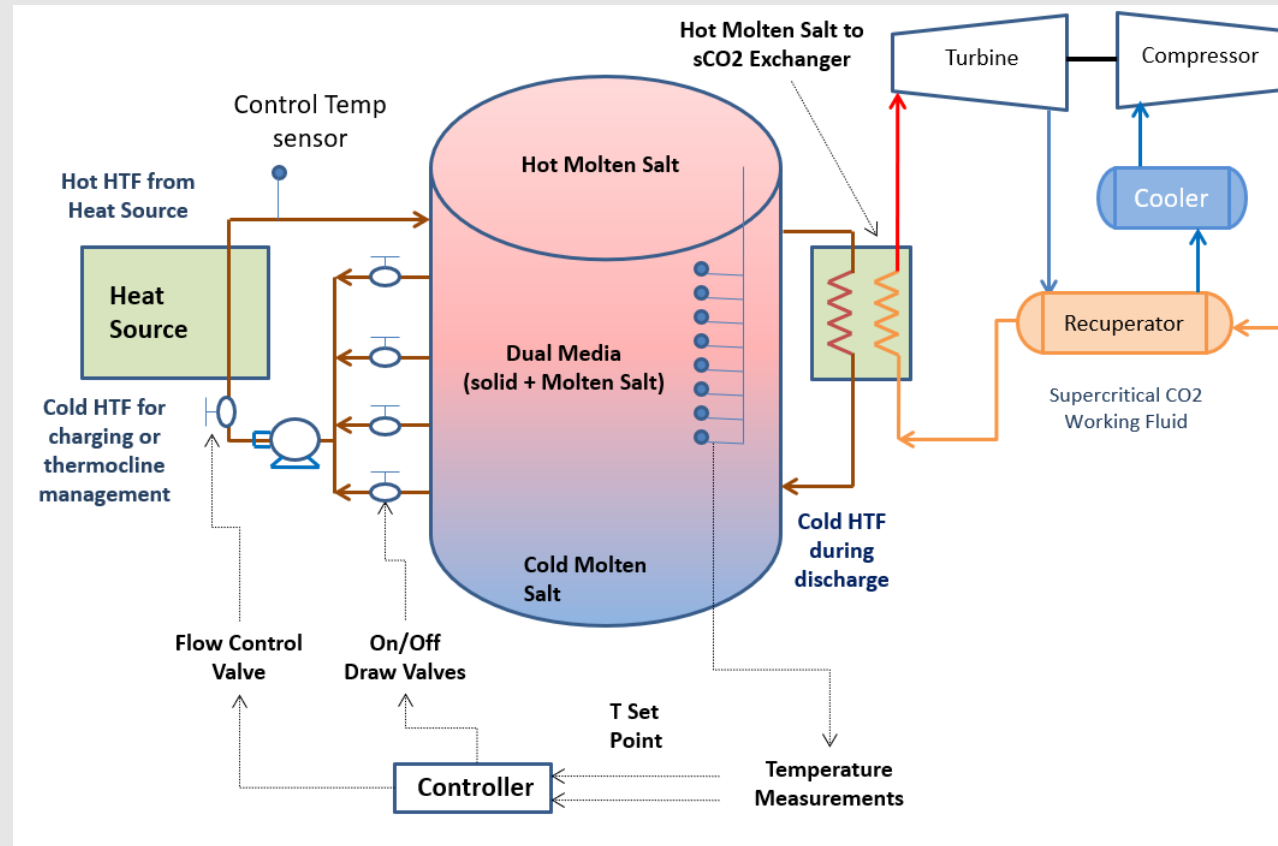 Hot Molten Salt to
sCO2 Exchanger
Turbine
Compressor
Control Temp
sensor
Hot Molten Salt
Hot HTF from
Heat Source
Cooler
Heat
Source
Recuperator
Dual Media
(solid + Molten Salt)
Supercritical CO2
Working Fluid
Cold HTF for
charging or
thermocline
management
Cold HTF
during
discharge
Cold Molten
Salt
Flow Control
Valve
On/Off
Draw Valves
T Set
Point
Controller
Temperature
Measurements